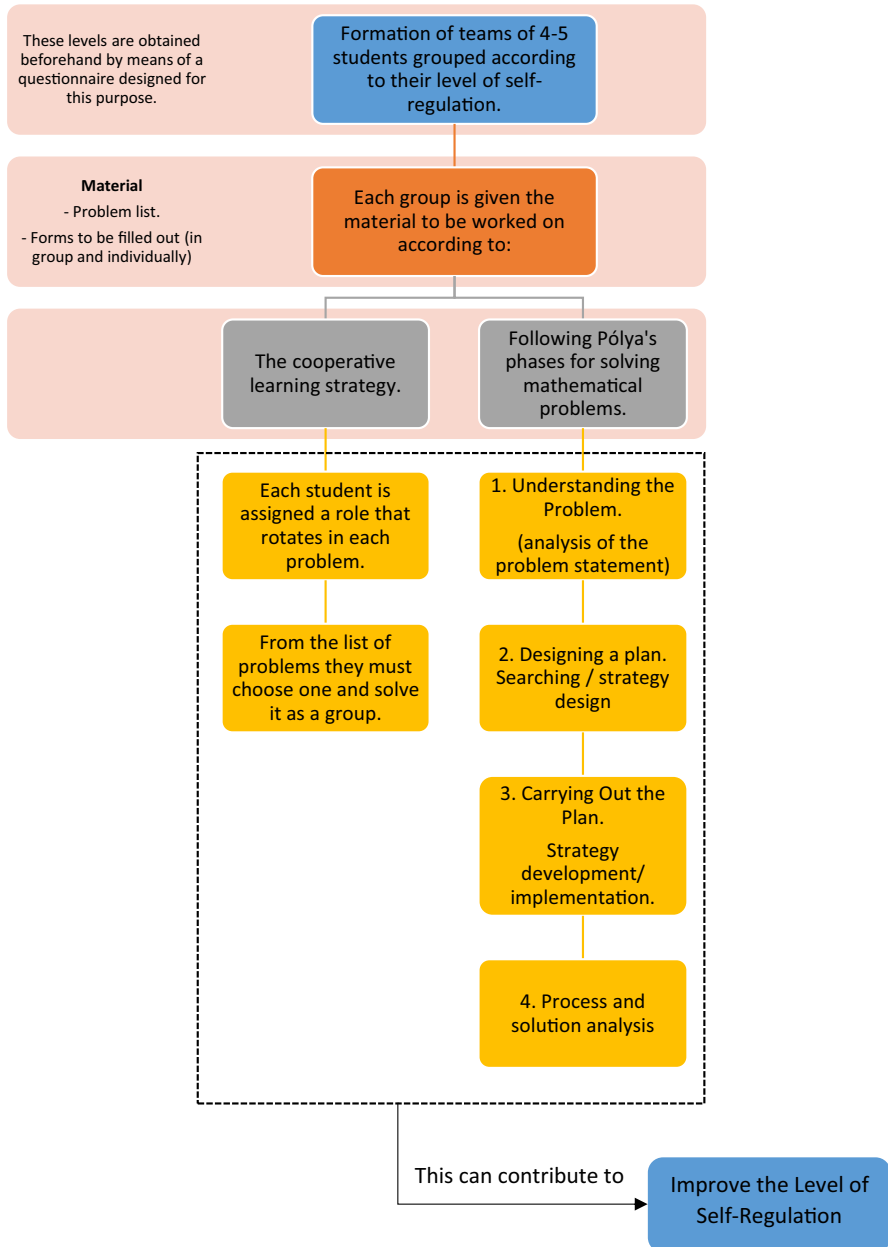 These levels are obtained
beforehand by means of a
questionnaire designed for
this purpose.
Formation of teams of 4-5
students grouped according
to their level of self-
regulation.
Material
- Problem list.
- Forms to be filled out (in
group and individually)
Each group is given the
material to be worked on
according to:
The cooperative
learning strategy.
Following Pólya's
phases for solving
mathematical
problems.
Each student is
assigned a role that
rotates in each
problem.
From the list of
problems they must
choose one and solve
it as a group.
1. Understanding the
Problem.
(analysis of the
problem statement)
2. Designing a plan.
Searching / strategy
design
3. Carrying Out the
Plan.
Strategy
development/
implementation.
4. Process and
solution analysis
This can contribute to
Improve the Level of
Self-Regulation